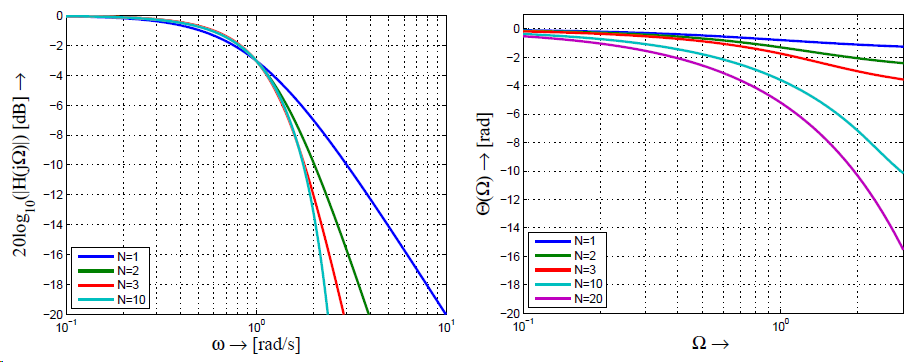 0
−2
−4
−6
−8
−10
−12
−14
−16
−18
−20
20log10(|H(jΩ)|) [dB] →
N=1
N=2
N=3
N=10
10−1
100
101
ω → [rad/s]
0
−2
−4
−6
−8
−10
−12
−14
−16
−18
−20
Θ(Ω) → [rad]
N=1
N=2
N=3
N=10
N=20
10−1
100
Ω →